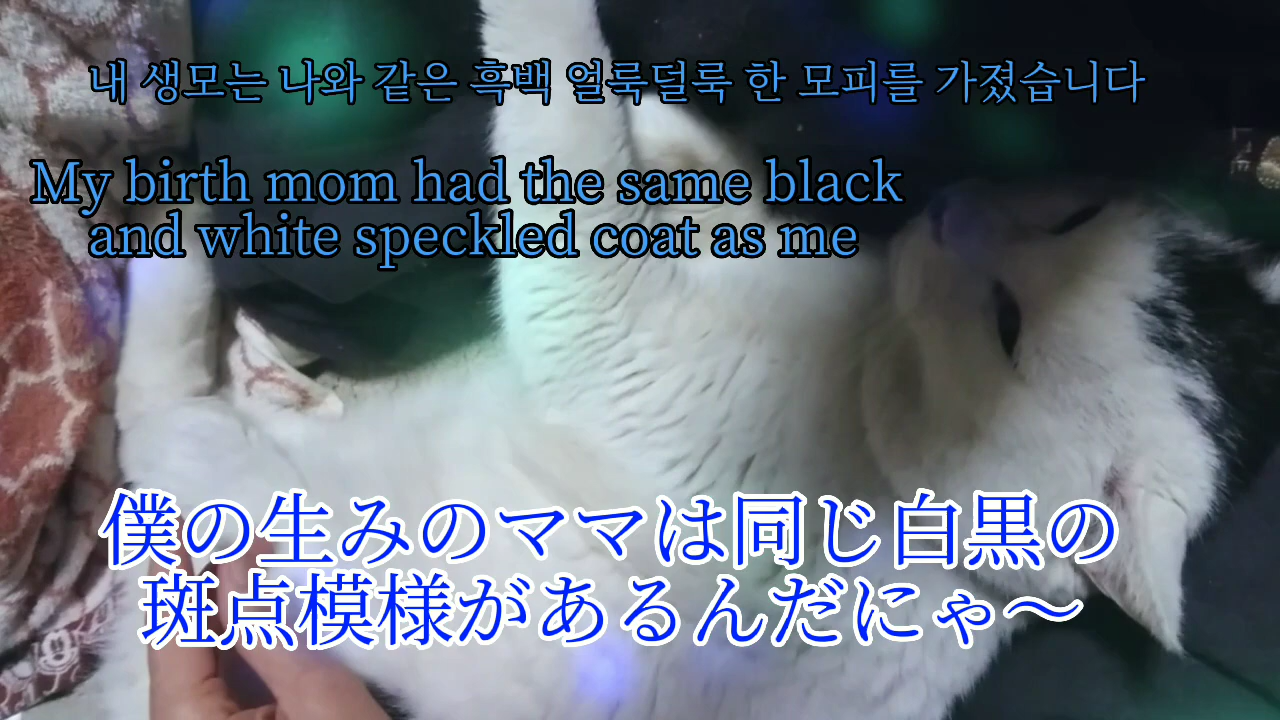 내 생모는 나와 같은 흑백 얼룩덜룩 한 모피를 가졌습니다
My birth mom had the same black
and white speckled coat as me
僕の生みのママは同じ白黒の
斑点模様があるんだにゃ～